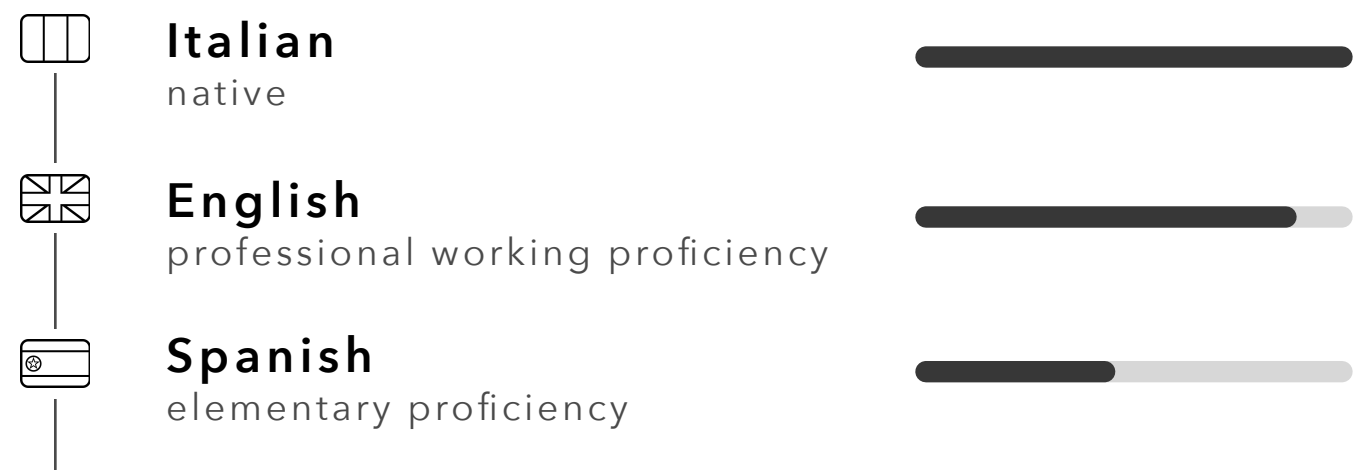 Italian
native
English
professional working proficiency
Spanish
elementary proficiency